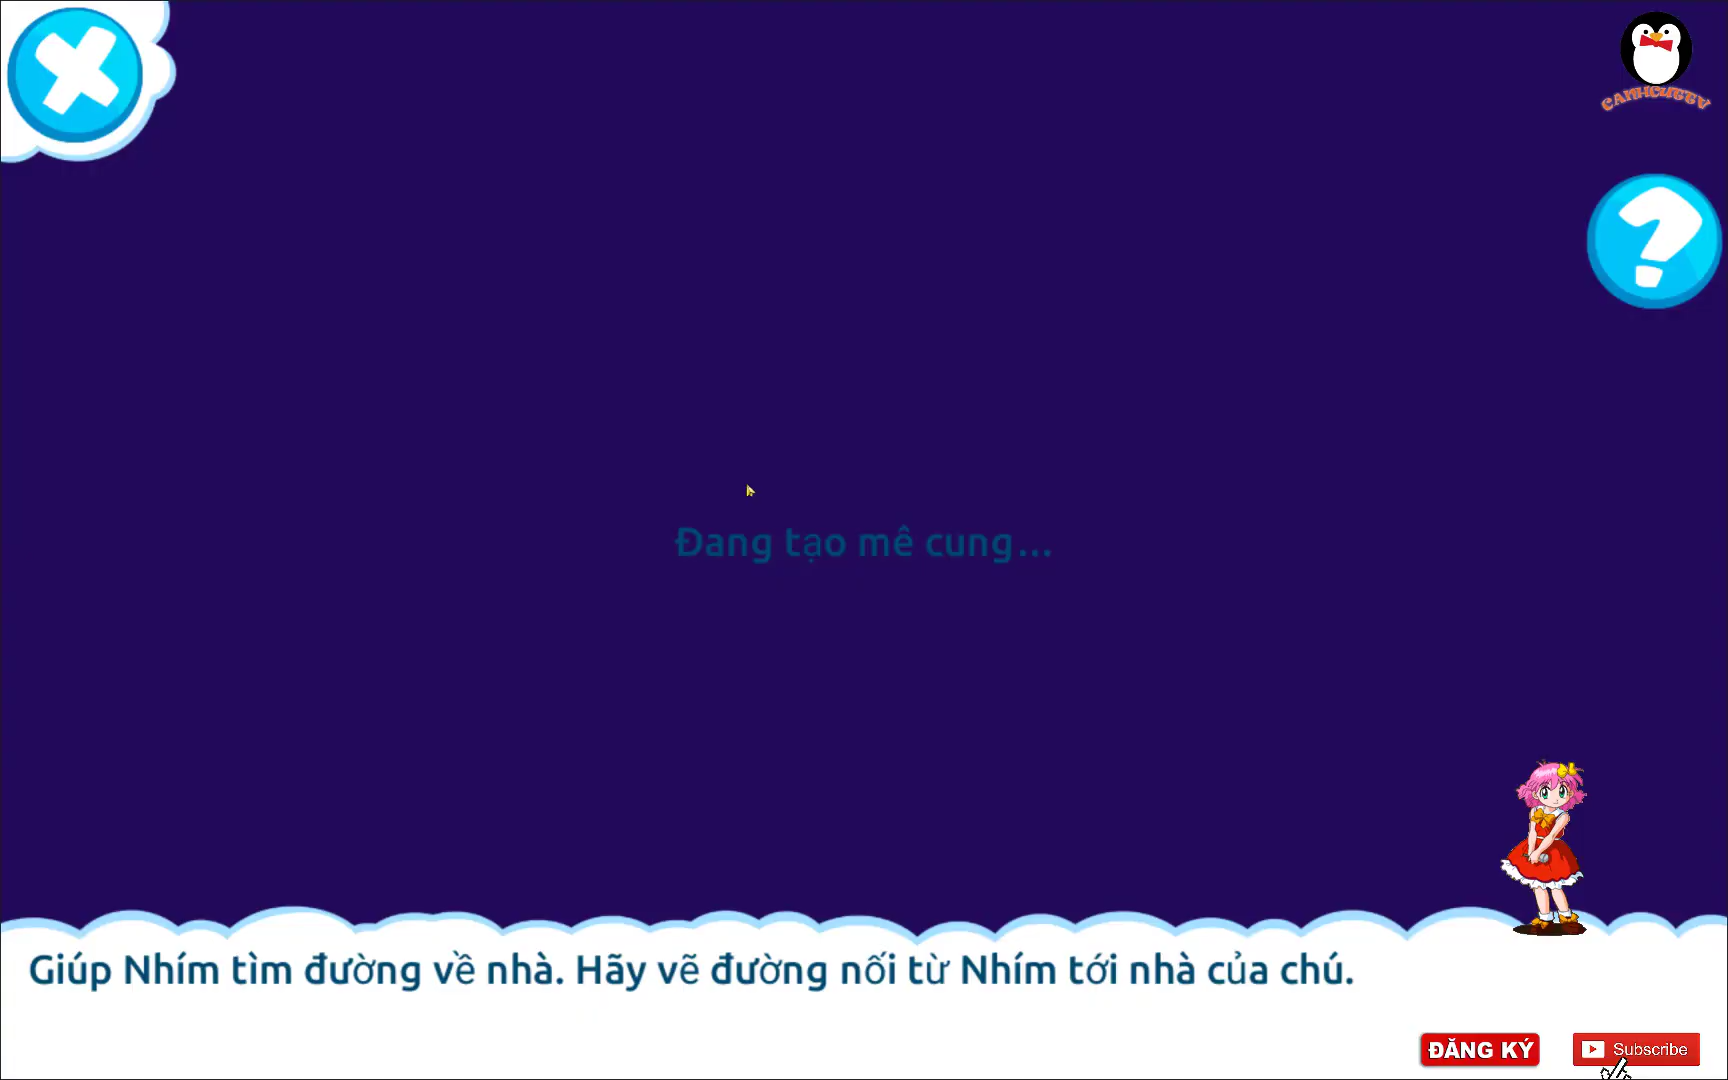 CANHCUTTV
Đang tạo mê cung...
Giúp Nhím tìm đường về nhà. Hãy vẽ đường nối từ Nhím tới nhà của chú.
ĐĂNG KÝ
Subscribe